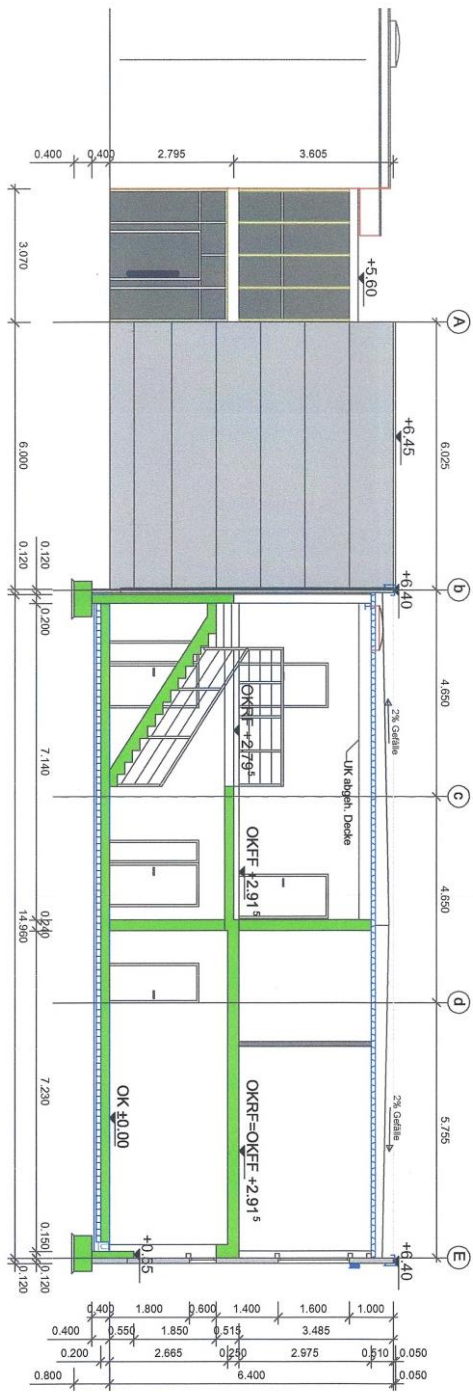 A
b
c
d
E
6.025
4.650
4.650
5.755
+6.45
+6.40
+6.40
2% Gefälle
2% Gefälle
+5.60
UK abgeh. Decke
OKRF +2.79⁵
OKFF +2.91⁵
OKRF=OKFF +2.91⁵
OK ±0.00
+0.55
3.605
2.795
0.400
0.400
3.070
6.000
0.120
0.120
0.200
7.140
0.240
14.960
7.230
0.150
0.120
0.120
0.400 1.800 0.600 1.400 1.600 1.000
0.400 0.550 1.850 0.515 3.485
0.200 2.665 0.250 2.975 0.510 0.050
0.800 6.400 0.050